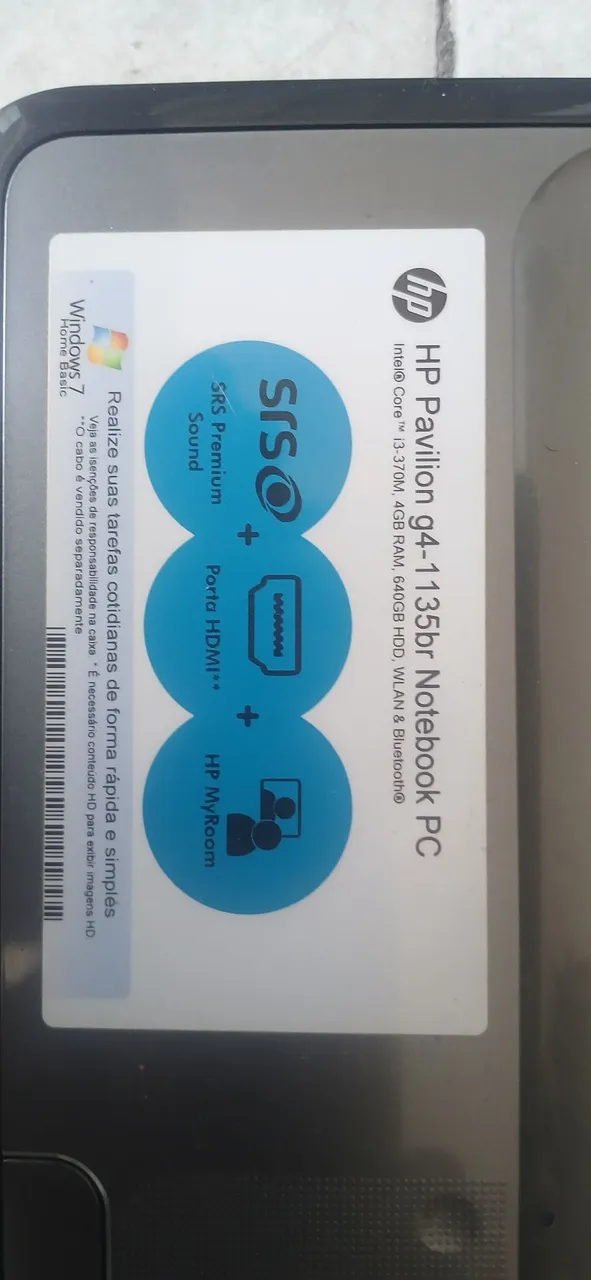 hp
HP Pavilion g4-1135br Notebook PC
Intel® Core™ i3-370M, 4GB RAM, 640GB HDD, WLAN & Bluetooth®
SRS
SRS Premium
Sound
+
Porta HDMI**
+
HP MyRoom
Windows 7
Home Basic
Realize suas tarefas cotidianas de forma rápida e simples
Veja as isenções de responsabilidade na caixa. * É necessário conteúdo HD para exibir imagens HD.
**O cabo é vendido separadamente